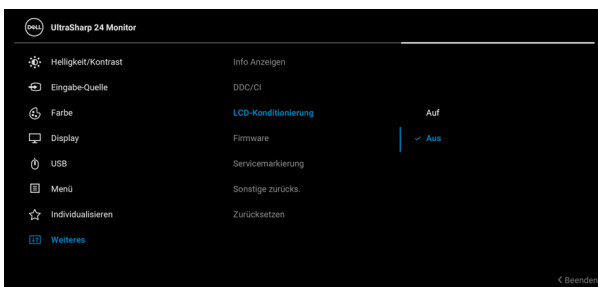 DELL UltraSharp 24 Monitor
Helligkeit/Kontrast Info Anzeigen
Eingabe-Quelle DDC/CI
Farbe LCD-Konditionierung Auf
Display Firmware Aus
USB Servicemarkierung
Menü Sonstige zurücks.
Individualisieren Zurücksetzen
Weiteres
Beenden